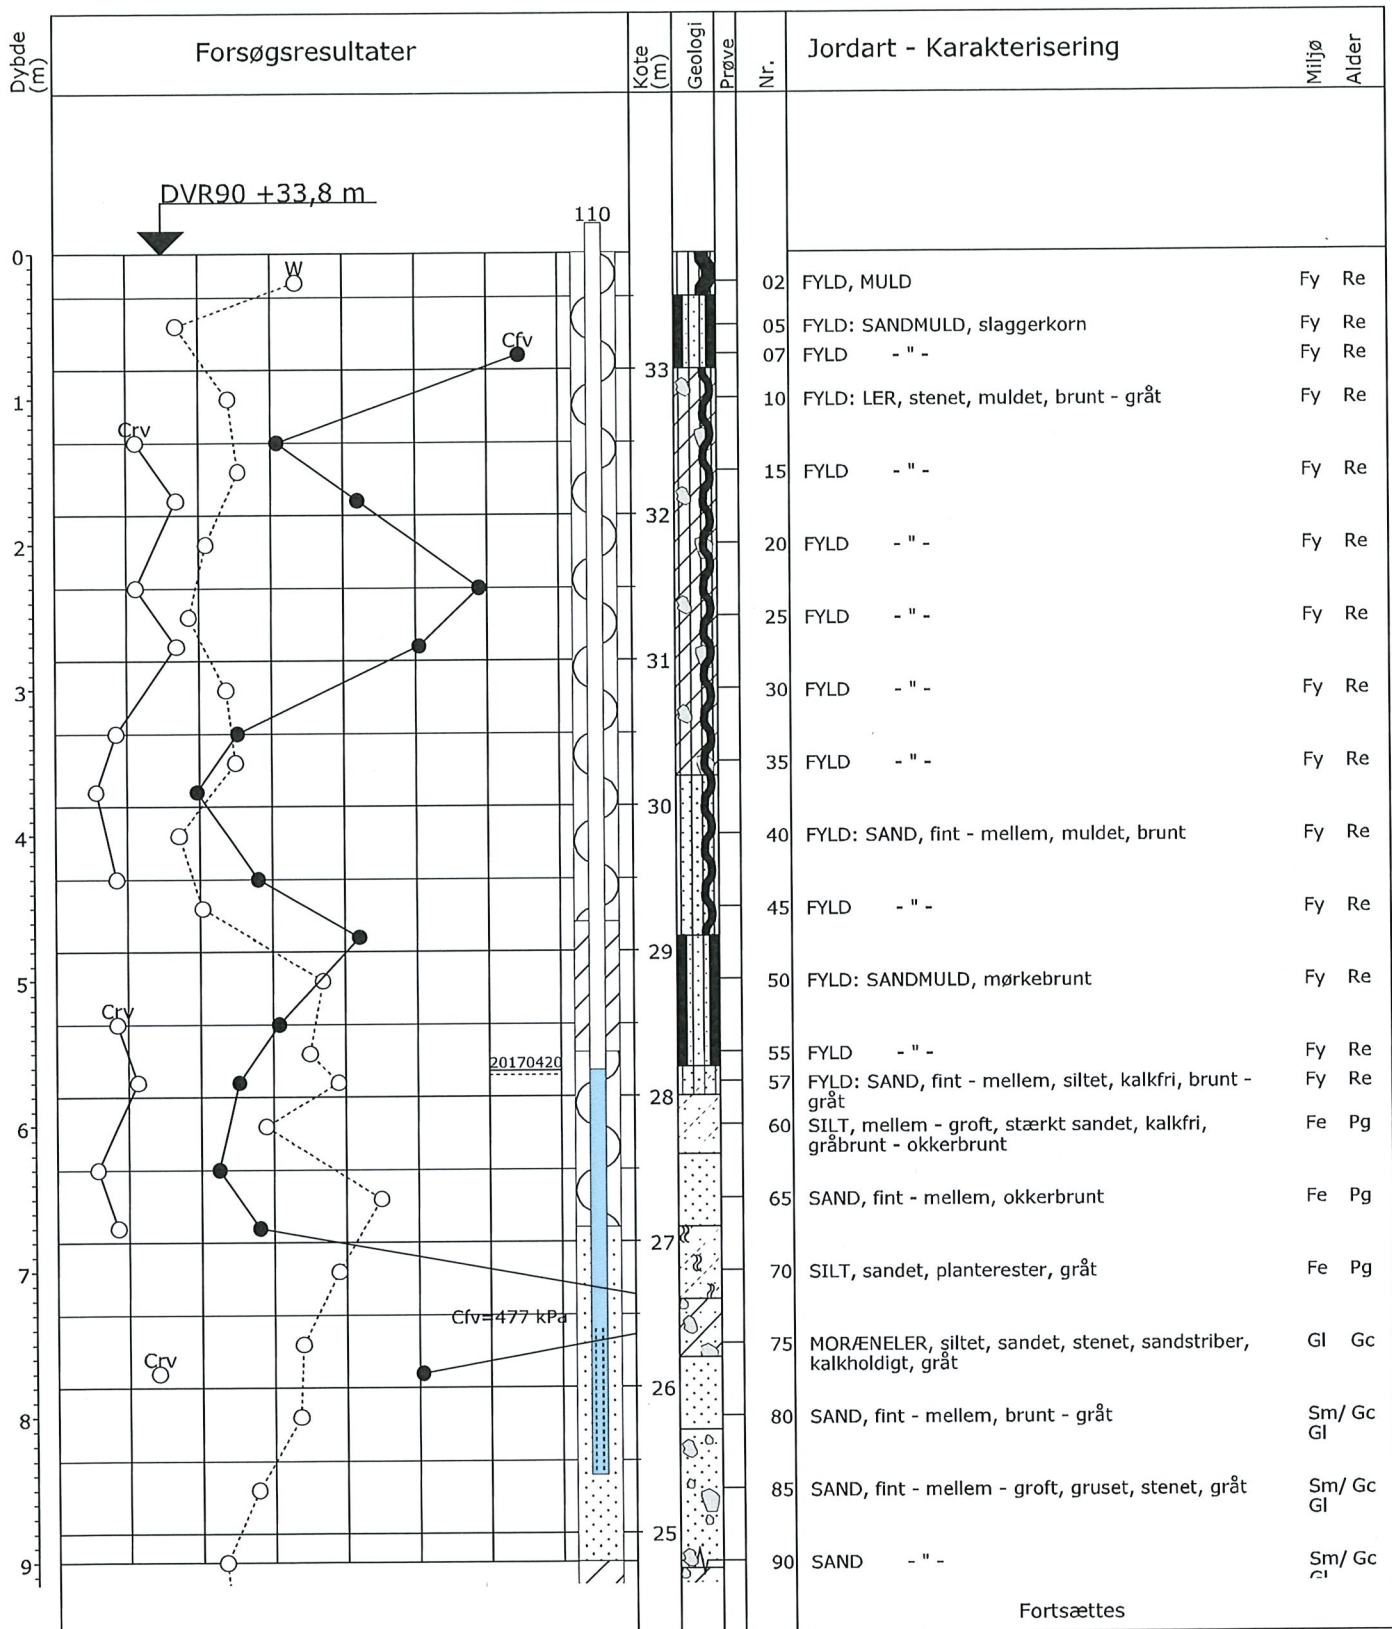 Dybde (m)
Forsøgsresultater
Kote (m)
Geologi
Prøve
Nr.
Jordart - Karakterisering
Miljø
Alder
DVR90 +33,8 m
110
0
W
02 FYLD, MULD Fy Re
05 FYLD: SANDMULD, slaggerkorn Fy Re
Cfv
07 FYLD - " - Fy Re
33
1
10 FYLD: LER, stenet, muldet, brunt - gråt Fy Re
Crv
15 FYLD - " - Fy Re
32
2
20 FYLD - " - Fy Re
25 FYLD - " - Fy Re
31
3
30 FYLD - " - Fy Re
35 FYLD - " - Fy Re
30
4
40 FYLD: SAND, fint - mellem, muldet, brunt Fy Re
45 FYLD - " - Fy Re
29
5
50 FYLD: SANDMULD, mørkebrunt Fy Re
Crv
55 FYLD - " - Fy Re
20170420
57 FYLD: SAND, fint - mellem, siltet, kalkfri, brunt - Fy Re
gråt
28
6
60 SILT, mellem - groft, stærkt sandet, kalkfri, Fe Pg
gråbrunt - okkerbrunt
65 SAND, fint - mellem, okkerbrunt Fe Pg
27
7
70 SILT, sandet, planterester, gråt Fe Pg
Cfv=477 kPa
75 MORÆNELER, siltet, sandet, stenet, sandstriber, Gl Gc
kalkholdigt, gråt
Crv
26
8
80 SAND, fint - mellem, brunt - gråt Sm/ Gc
Gl
85 SAND, fint - mellem - groft, gruset, stenet, gråt Sm/ Gc
Gl
25
9
90 SAND - " - Sm/ Gc
Gl
Fortsættes